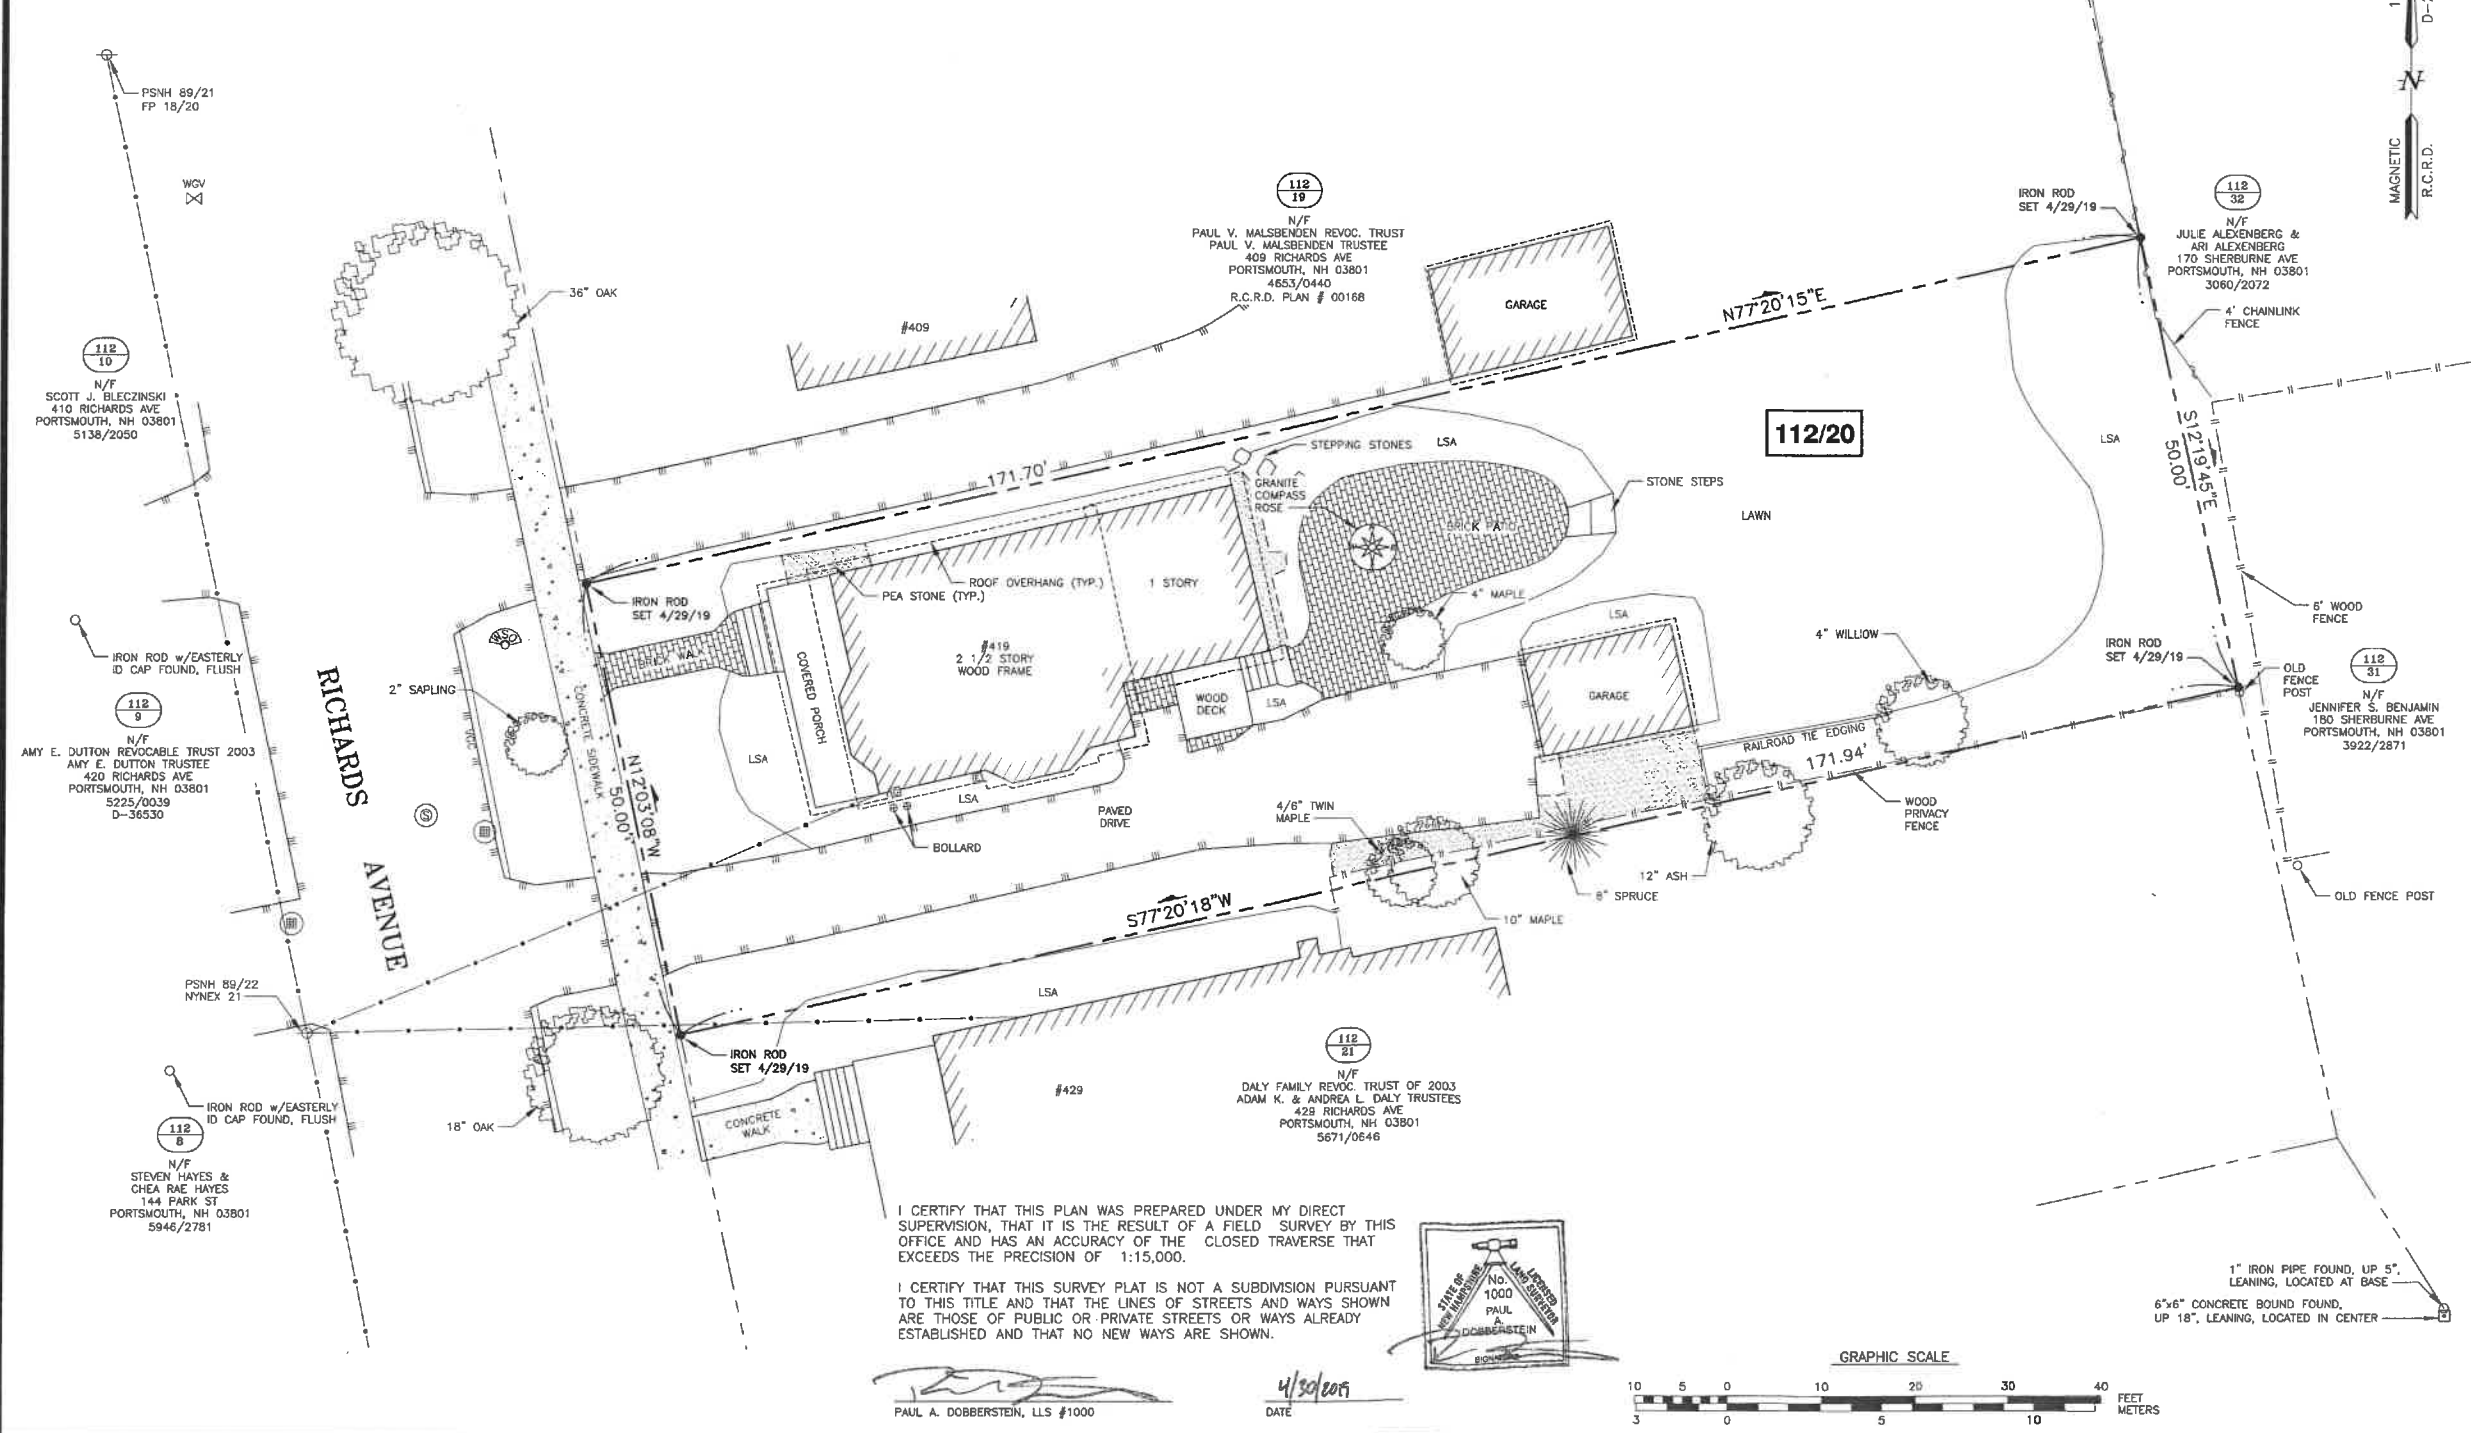 PSNH 89/21
FP 18/20
WGV
36" OAK
112
10
N/F
SCOTT J. BLECZINSKI
410 RICHARDS AVE
PORTSMOUTH, NH 03801
5138/2050
#409
112
19
N/F
PAUL V. MALSBENDEN REVOC. TRUST
PAUL V. MALSBENDEN TRUSTEE
409 RICHARDS AVE
PORTSMOUTH, NH 03801
4653/0440
R.C.R.D. PLAN # 00168
GARAGE
N77°20'15"E
171.70'
IRON ROD
SET 4/29/19
112
32
N/F
JULIE ALEXENBERG &
ARI ALEXENBERG
170 SHERBURNE AVE
PORTSMOUTH, NH 03801
3060/2072
4' CHAINLINK
FENCE
MAGNETIC
N
R.C.R.D.
112/20
LSA
S12°19'45"E
50.00'
STEPPING STONES
LSA
GRANITE
COMPASS
ROSE
BRICK PATIO
STONE STEPS
LAWN
ROOF OVERHANG (TYP.)
PEA STONE (TYP.)
1 STORY
IRON ROD
SET 4/29/19
BRICK WALK
COVERED PORCH
#419
2 1/2 STORY
WOOD FRAME
4" MAPLE
LSA
GARAGE
WOOD
DECK
LSA
4" WILLIOW
6' WOOD
FENCE
IRON ROD
SET 4/29/19
OLD
FENCE
POST
112
31
N/F
JENNIFER S. BENJAMIN
180 SHERBURNE AVE
PORTSMOUTH, NH 03801
3922/2871
IRON ROD w/EASTERLY
ID CAP FOUND, FLUSH
112
9
N/F
AMY E. DUTTON REVOCABLE TRUST 2003
AMY E. DUTTON TRUSTEE
420 RICHARDS AVE
PORTSMOUTH, NH 03801
5225/0039
D-36530
RICHARDS AVENUE
WSO
2" SAPLING
VGC
S
CONCRETE SIDEWALK
N12°03'08"W
50.00'
LSA
LSA
BOLLARD
PAVED
DRIVE
RAILROAD TIE EDGING
171.94'
WOOD
PRIVACY
FENCE
4/6" TWIN
MAPLE
12" ASH
8" SPRUCE
10" MAPLE
OLD FENCE POST
S77°20'18"W
PSNH 89/22
NYNEX 21
LSA
IRON ROD
SET 4/29/19
#429
112
21
N/F
DALY FAMILY REVOC. TRUST OF 2003
ADAM K. & ANDREA L. DALY TRUSTEES
429 RICHARDS AVE
PORTSMOUTH, NH 03801
5671/0646
IRON ROD w/EASTERLY
ID CAP FOUND, FLUSH
18" OAK
CONCRETE
WALK
112
8
N/F
STEVEN HAYES &
CHEA RAE HAYES
144 PARK ST
PORTSMOUTH, NH 03801
5946/2781
I CERTIFY THAT THIS PLAN WAS PREPARED UNDER MY DIRECT
SUPERVISION, THAT IT IS THE RESULT OF A FIELD SURVEY BY THIS
OFFICE AND HAS AN ACCURACY OF THE CLOSED TRAVERSE THAT
EXCEEDS THE PRECISION OF 1:15,000.
I CERTIFY THAT THIS SURVEY PLAT IS NOT A SUBDIVISION PURSUANT
TO THIS TITLE AND THAT THE LINES OF STREETS AND WAYS SHOWN
ARE THOSE OF PUBLIC OR PRIVATE STREETS OR WAYS ALREADY
ESTABLISHED AND THAT NO NEW WAYS ARE SHOWN.
PAUL A. DOBBERSTEIN, LLS #1000
4/30/2019
DATE
STATE OF
NEW HAMPSHIRE
LICENSED
LAND SURVEYOR
No.
1000
PAUL
A.
DOBBERSTEIN
SIGNATURE
1" IRON PIPE FOUND, UP 5",
LEANING, LOCATED AT BASE
6"x6" CONCRETE BOUND FOUND,
UP 18", LEANING, LOCATED IN CENTER
GRAPHIC SCALE
10 5 0 10 20 30 40
FEET
METERS
3 0 5 10